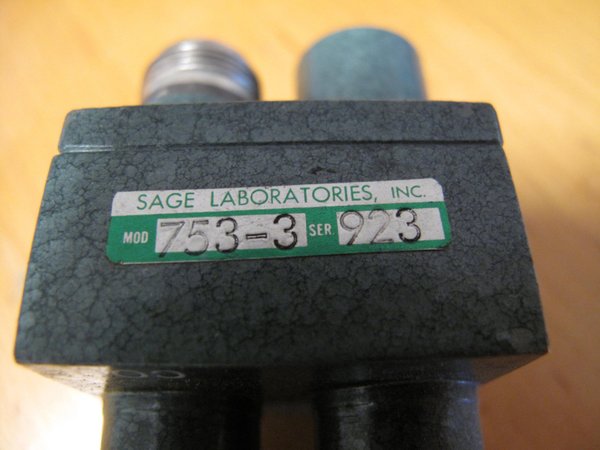 SAGE LABORATORIES, INC.
MOD 753-3 SER. 923